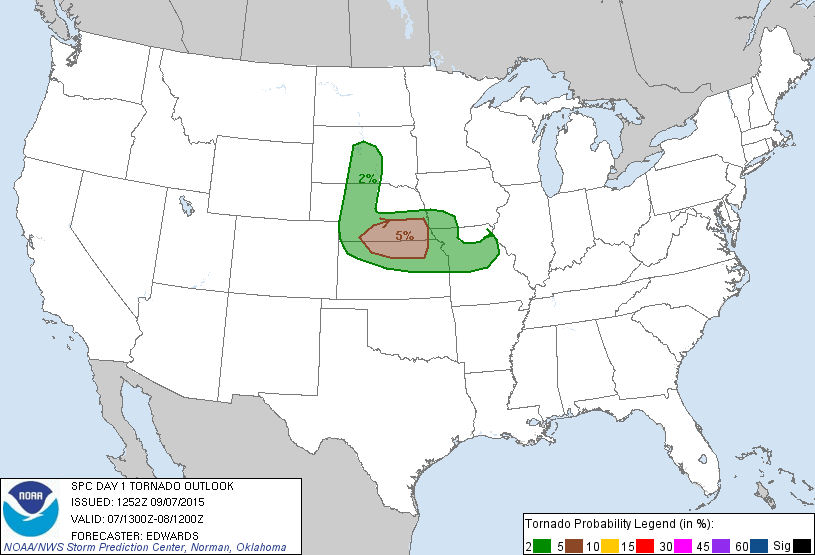 2%
5%
NOAA
SPC DAY 1 TORNADO OUTLOOK
ISSUED: 1252Z 09/07/2015
VALID: 07/1300Z-08/1200Z
FORECASTER: EDWARDS
NOAA/NWS Storm Prediction Center, Norman, Oklahoma
Tornado Probability Legend (in %):
2 5 10 15 30 45 60 Sig